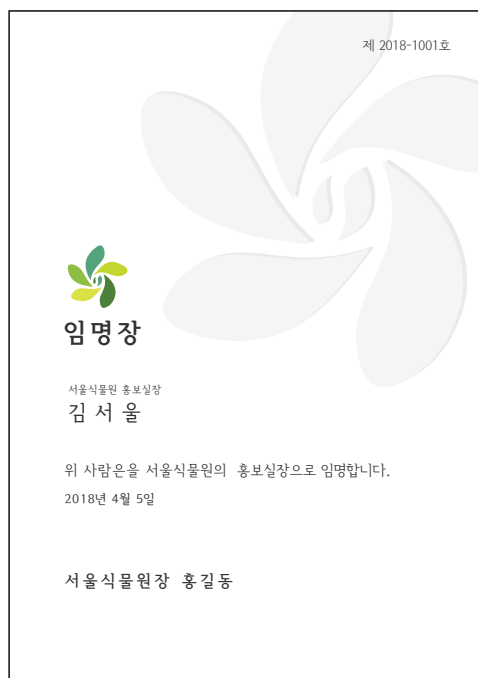 제 2018-1001호
임명장
서울식물원 홍보실장
김 서 울
위 사람은을 서울식물원의 홍보실장으로 임명합니다.
2018년 4월 5일
서울식물원장 홍길동